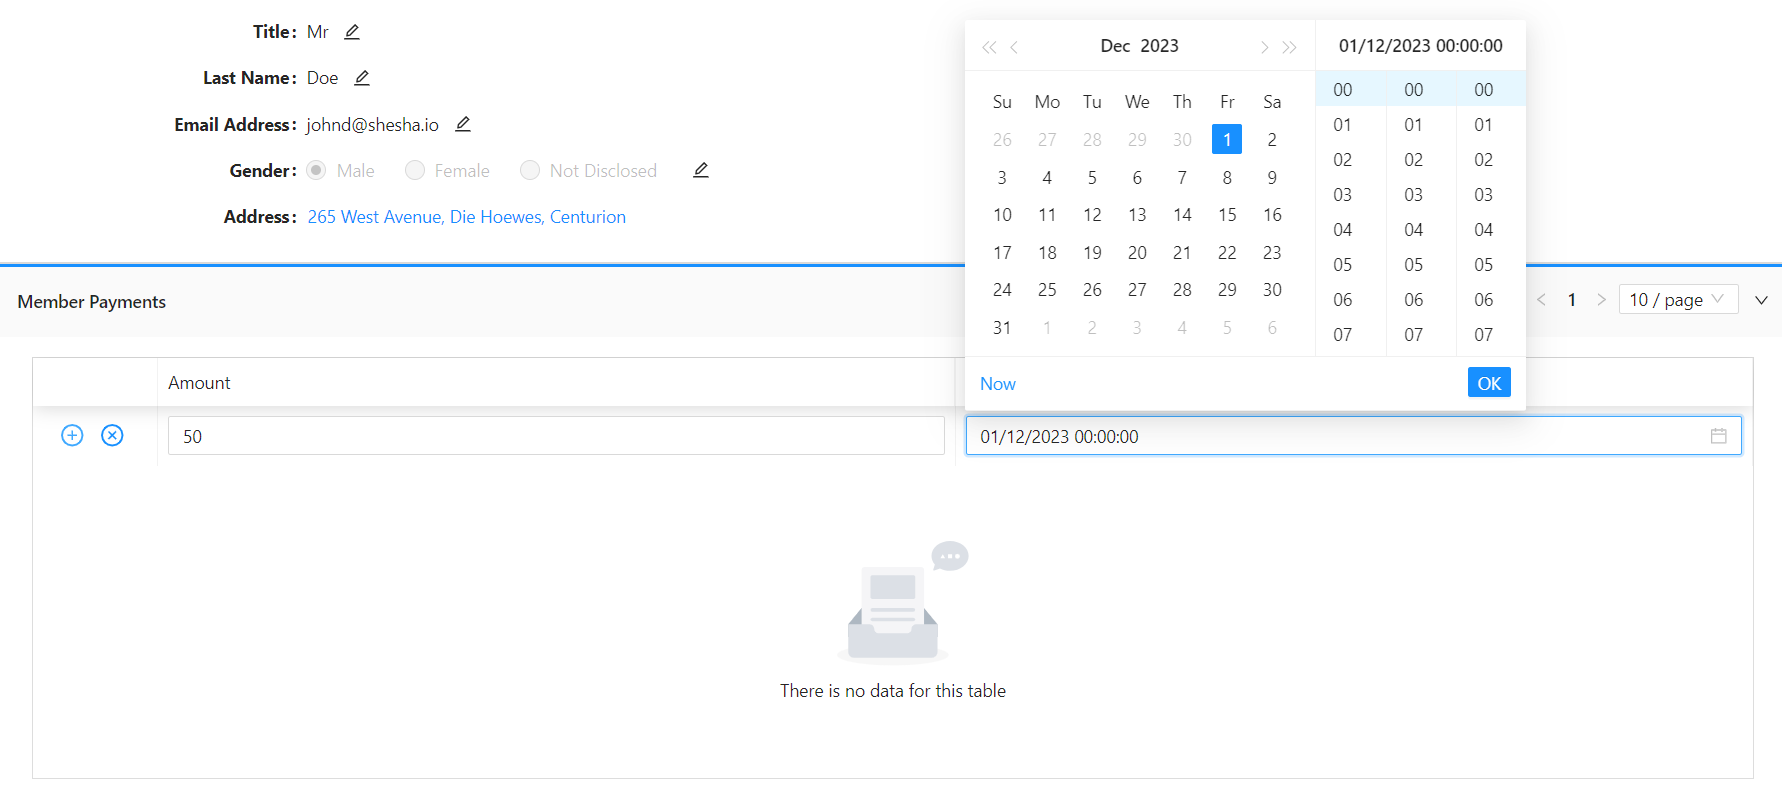 Title: Mr
Last Name: Doe
Email Address: johnd@shesha.io
Gender: Male Female Not Disclosed
Address: 265 West Avenue, Die Hoewes, Centurion
Dec 2023
01/12/2023 00:00:00
Su Mo Tu We Th Fr Sa
26 27 28 29 30 1 2
3 4 5 6 7 8 9
10 11 12 13 14 15 16
17 18 19 20 21 22 23
24 25 26 27 28 29 30
31 1 2 3 4 5 6
00 00 00
01 01 01
02 02 02
03 03 03
04 04 04
05 05 05
06 06 06
07 07 07
Now
OK
Member Payments
1
10 / page
Amount
50
01/12/2023 00:00:00
There is no data for this table